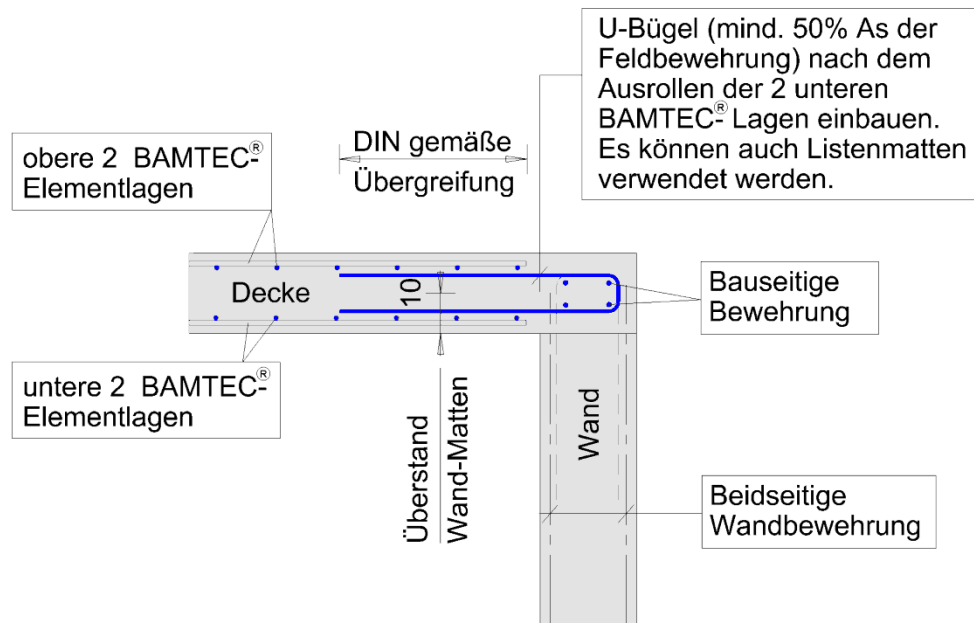 U-Bügel (mind. 50% As der
Feldbewehrung) nach dem
Ausrollen der 2 unteren
BAMTEC®- Lagen einbauen.
Es können auch Listenmatten
verwendet werden.
DIN gemäße
Übergreifung
obere 2 BAMTEC®-
Elementlagen
Decke
10
Bauseitige
Bewehrung
untere 2 BAMTEC®-
Elementlagen
Überstand
Wand-Matten
Wand
Beidseitige
Wandbewehrung